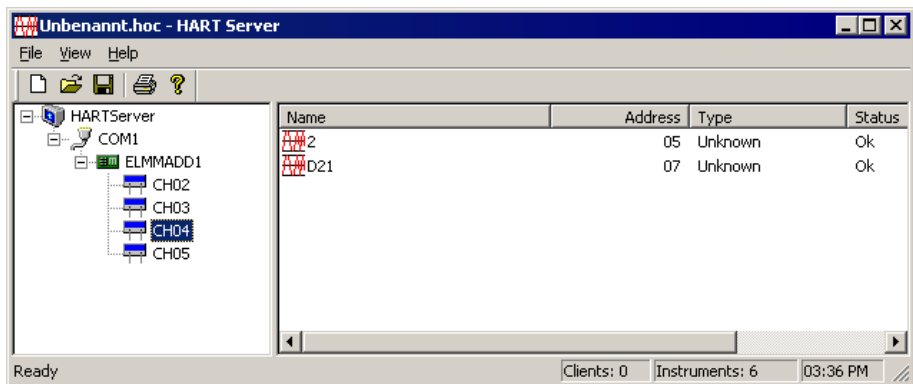 Unbenannt.hoc - HART Server
File View Help
HARTServer
COM1
ELMMADD1
CH02
CH03
CH04
CH05
Name Address Type Status
2 05 Unknown Ok
D21 07 Unknown Ok
Ready Clients: 0 Instruments: 6 03:36 PM